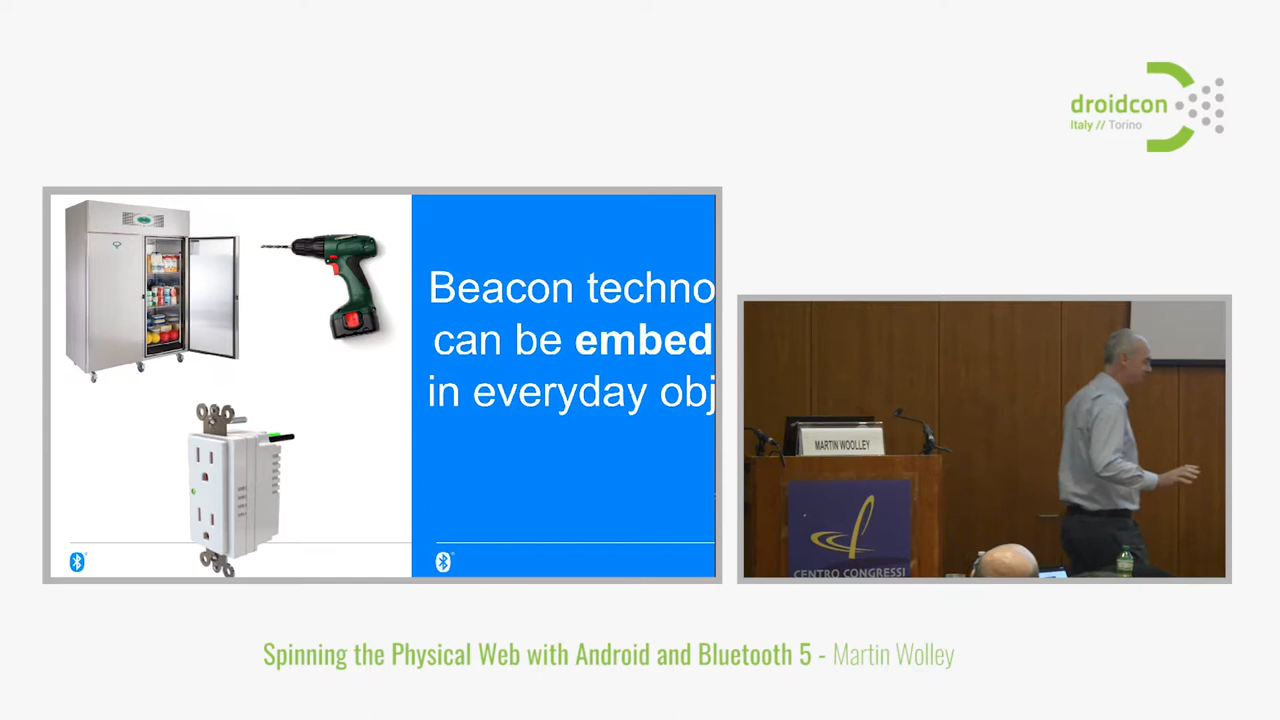 droidcon
Italy // Torino
Beacon techno
can be embed
in everyday obj
MARTIN WOOLLEY
CENTRO CONGRESSI
Spinning the Physical Web with Android and Bluetooth 5 - Martin Wolley